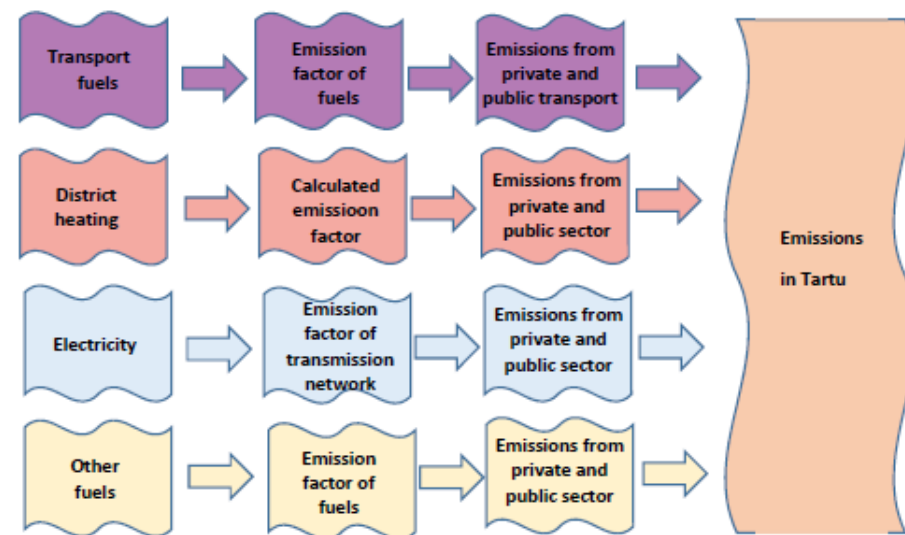 Transport
fuels
Emission
factor of
fuels
Emissions from
private and
public transport
District
heating
Calculated
emissioon
factor
Emissions from
private and
public sector
Electricity
Emission
factor of
transmission
network
Emissions from
private and
public sector
Other
fuels
Emission
factor of
fuels
Emissions from
private and
public sector
Emissions
in Tartu